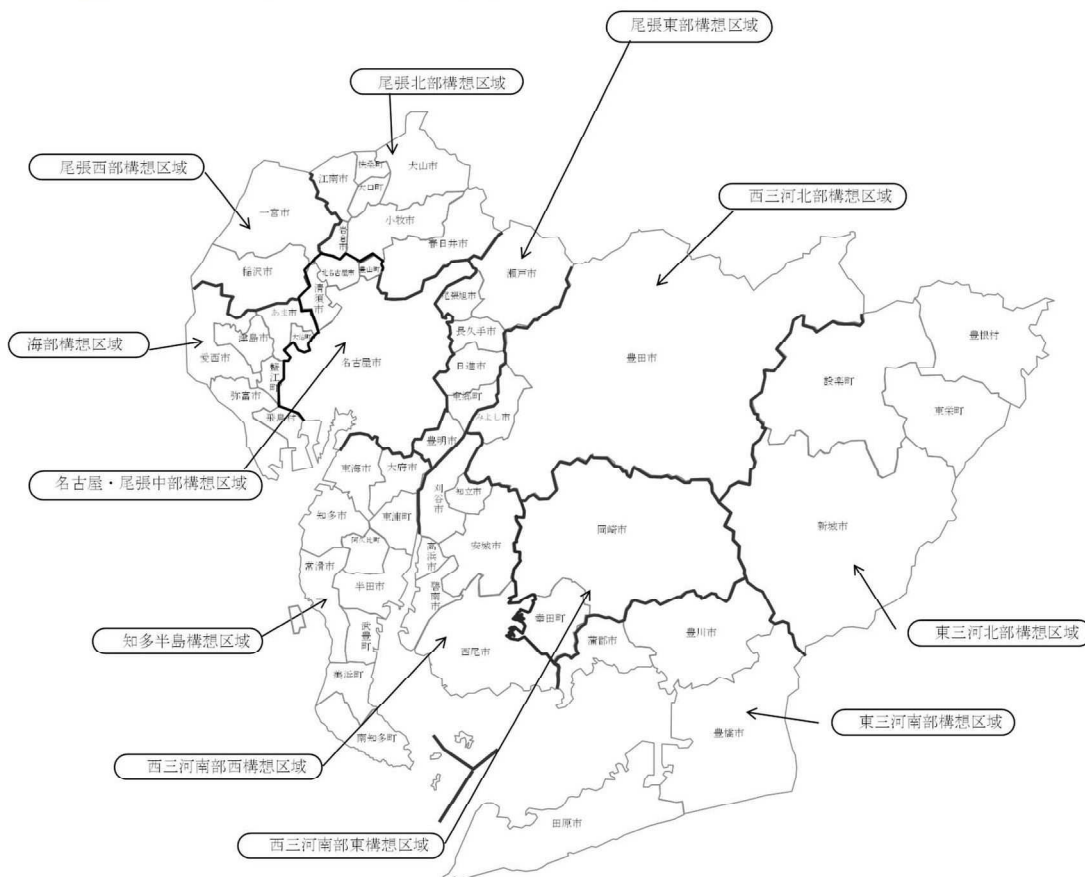 尾張東部構想区域
尾張北部構想区域
尾張西部構想区域
西三河北部構想区域
海部構想区域
名古屋・尾張中部構想区域
知多半島構想区域
東三河北部構想区域
東三河南部構想区域
西三河南部西構想区域
西三河南部東構想区域
犬山市
扶桑町
江南市
大口町
一宮市
小牧市
岩倉市
春日井市
稲沢市
北名古屋市
豊山町
清須市
瀬戸市
尾張旭市
あま市
津島市
大治町
長久手市
愛西市
名古屋市
蟹江町
日進市
弥富市
飛島村
東郷町
みよし市
豊明市
豊田市
豊根村
設楽町
東栄町
東海市
大府市
刈谷市
知立市
知多市
東浦町
岡崎市
新城市
阿久比町
高浜市
安城市
常滑市
半田市
碧南市
武豊町
幸田町
蒲郡市
豊川市
西尾市
美浜町
南知多町
豊橋市
田原市